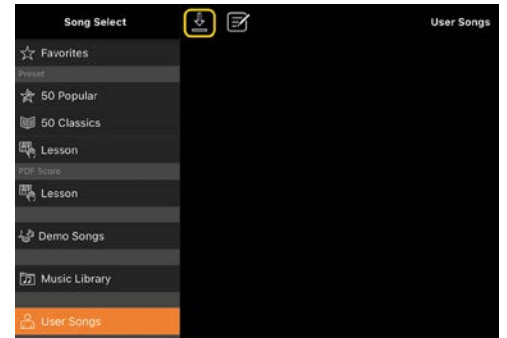 Song Select
User Songs
Favorites
Preset
50 Popular
50 Classics
Lesson
PDF Score
Lesson
Demo Songs
Music Library
User Songs